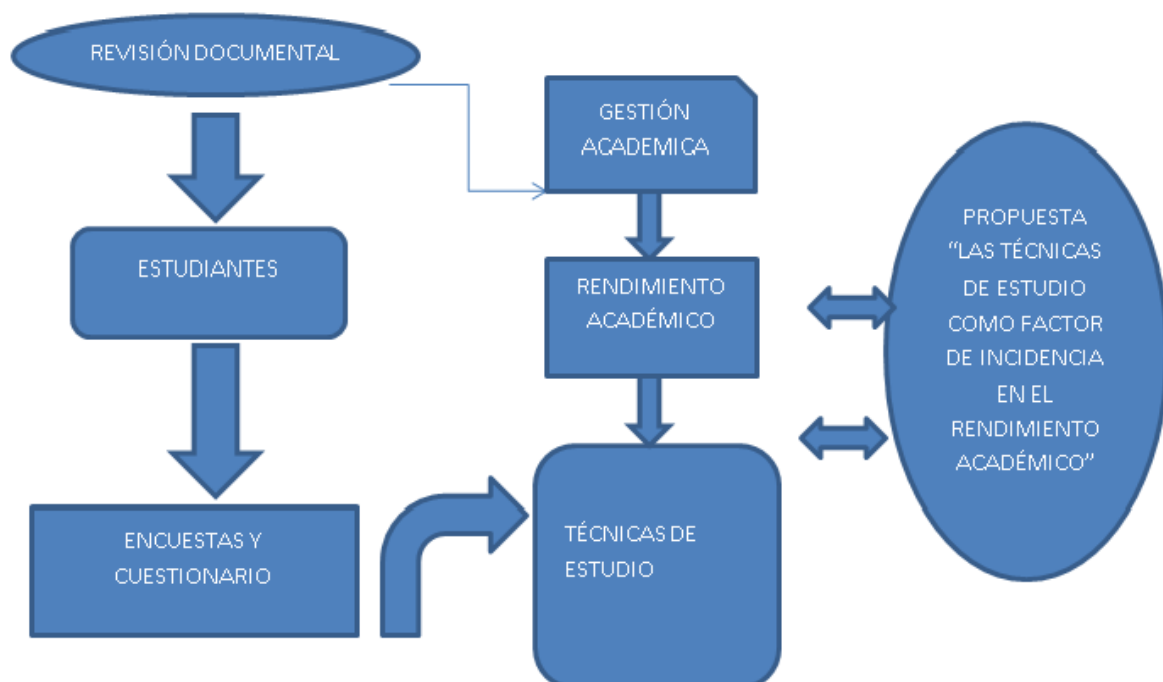 REVISIÓN DOCUMENTAL
ESTUDIANTES
ENCUESTAS Y
CUESTIONARIO
GESTIÓN
ACADEMICA
RENDIMIENTO
ACADÉMICO
TÉCNICAS DE
ESTUDIO
PROPUESTA
“LAS TÉCNICAS
DE ESTUDIO
COMO FACTOR
DE INCIDENCIA
EN EL
RENDIMIENTO
ACADÉMICO”